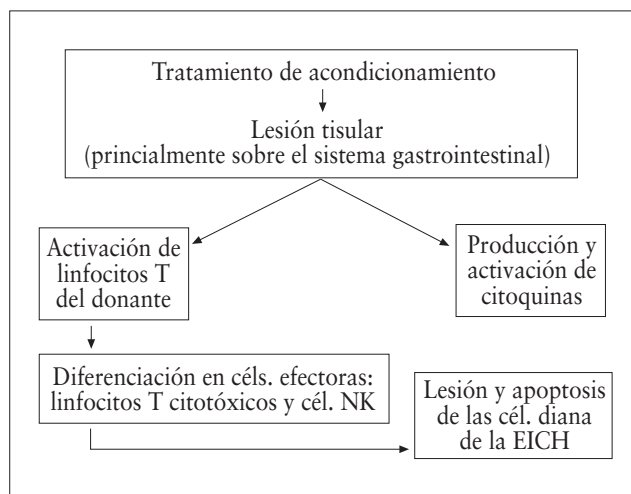 Tratamiento de acondicionamiento
Lesión tisular
(princialmente sobre el sistema gastrointestinal)
Activación de
linfocitos T
del donante
Producción y
activación de
citoquinas
Diferenciación en céls. efectoras:
linfocitos T citotóxicos y cél. NK
Lesión y apoptosis
de las cél. diana
de la EICH